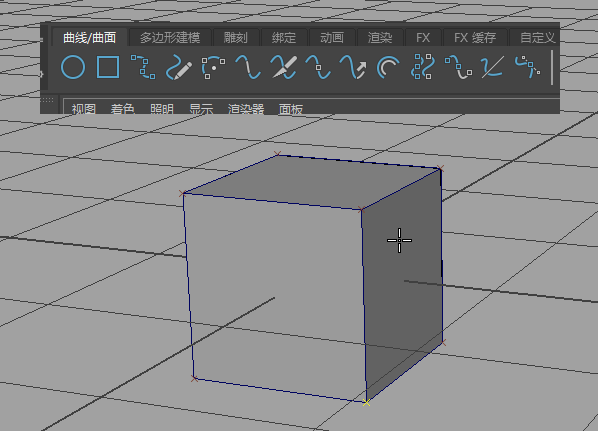 曲线/曲面 多边形建模 雕刻 绑定 动画 渲染 FX FX 缓存 自定义
视图 着色 照明 显示 渲染器 面板